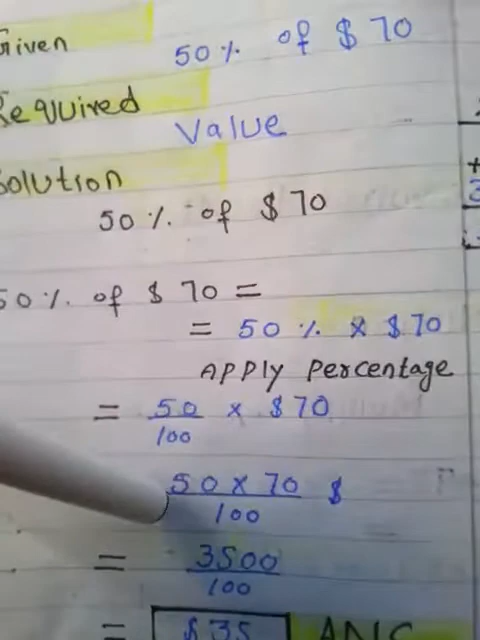 Given 50% of $70
Required
Value
Solution
50% of $70
50% of $70 =
= 50% × $70
Apply Percentage
= 50/100 × $70
50 × 70/100 $
= 3500/100
= $35 ANS